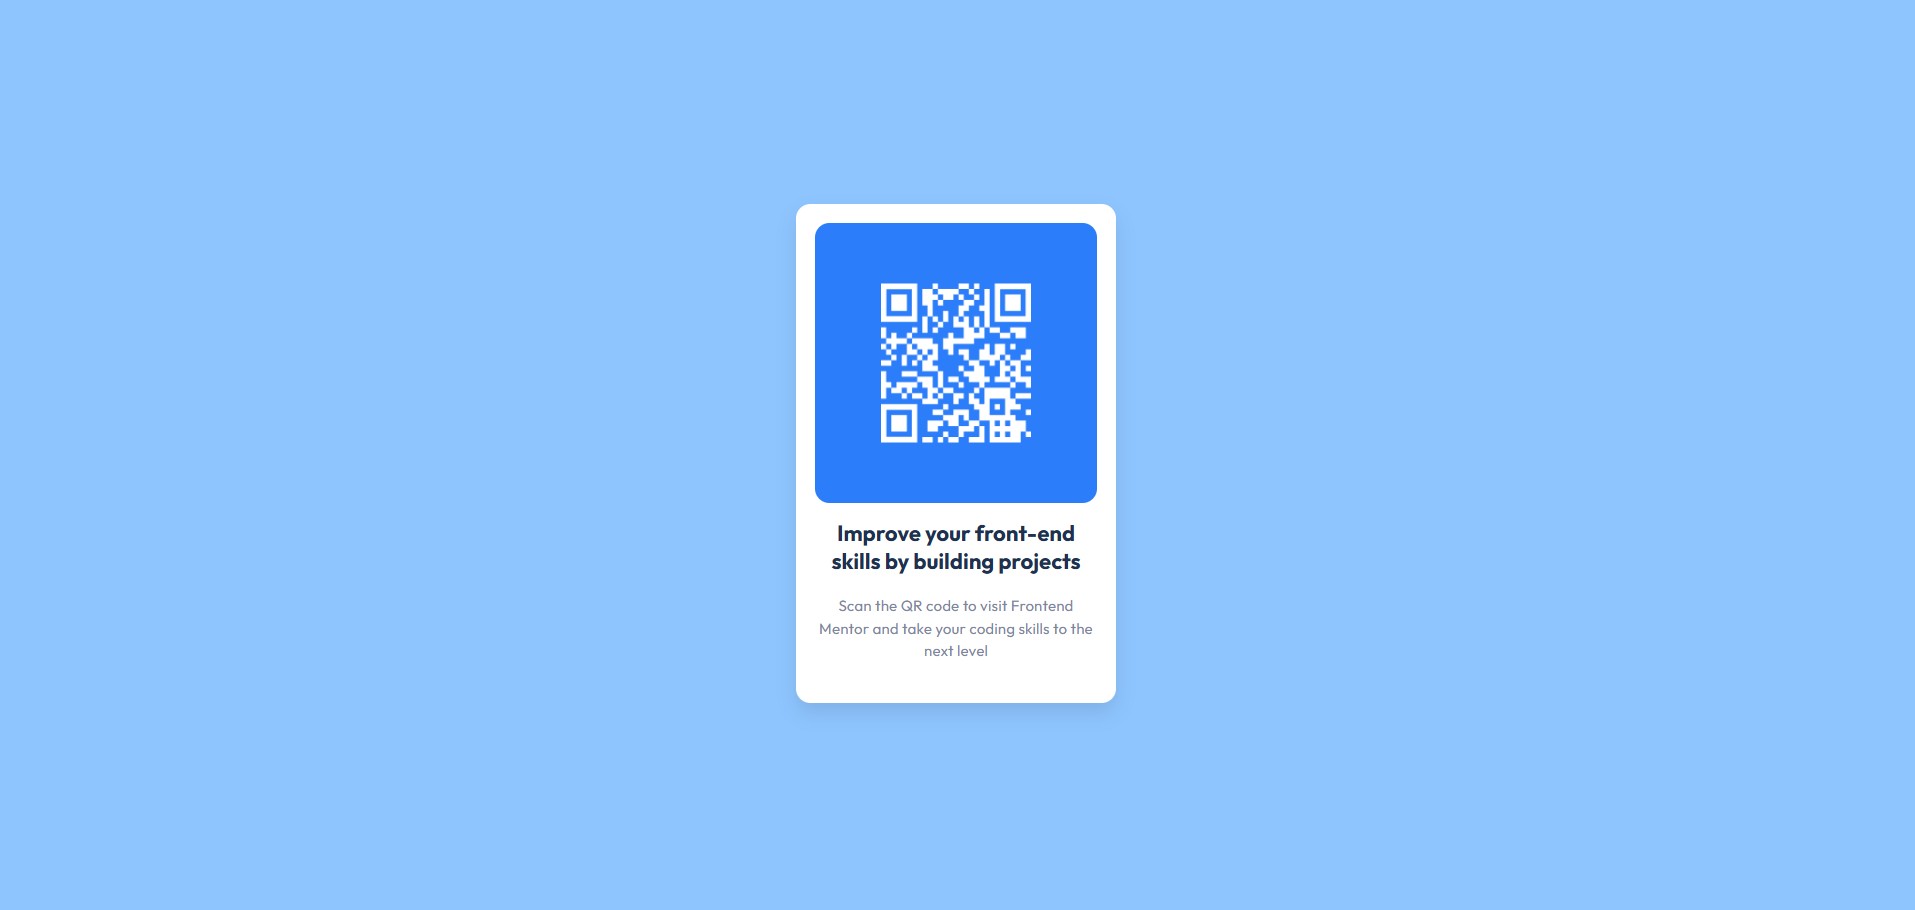 Improve your front-end
skills by building projects
Scan the QR code to visit Frontend
Mentor and take your coding skills to the
next level